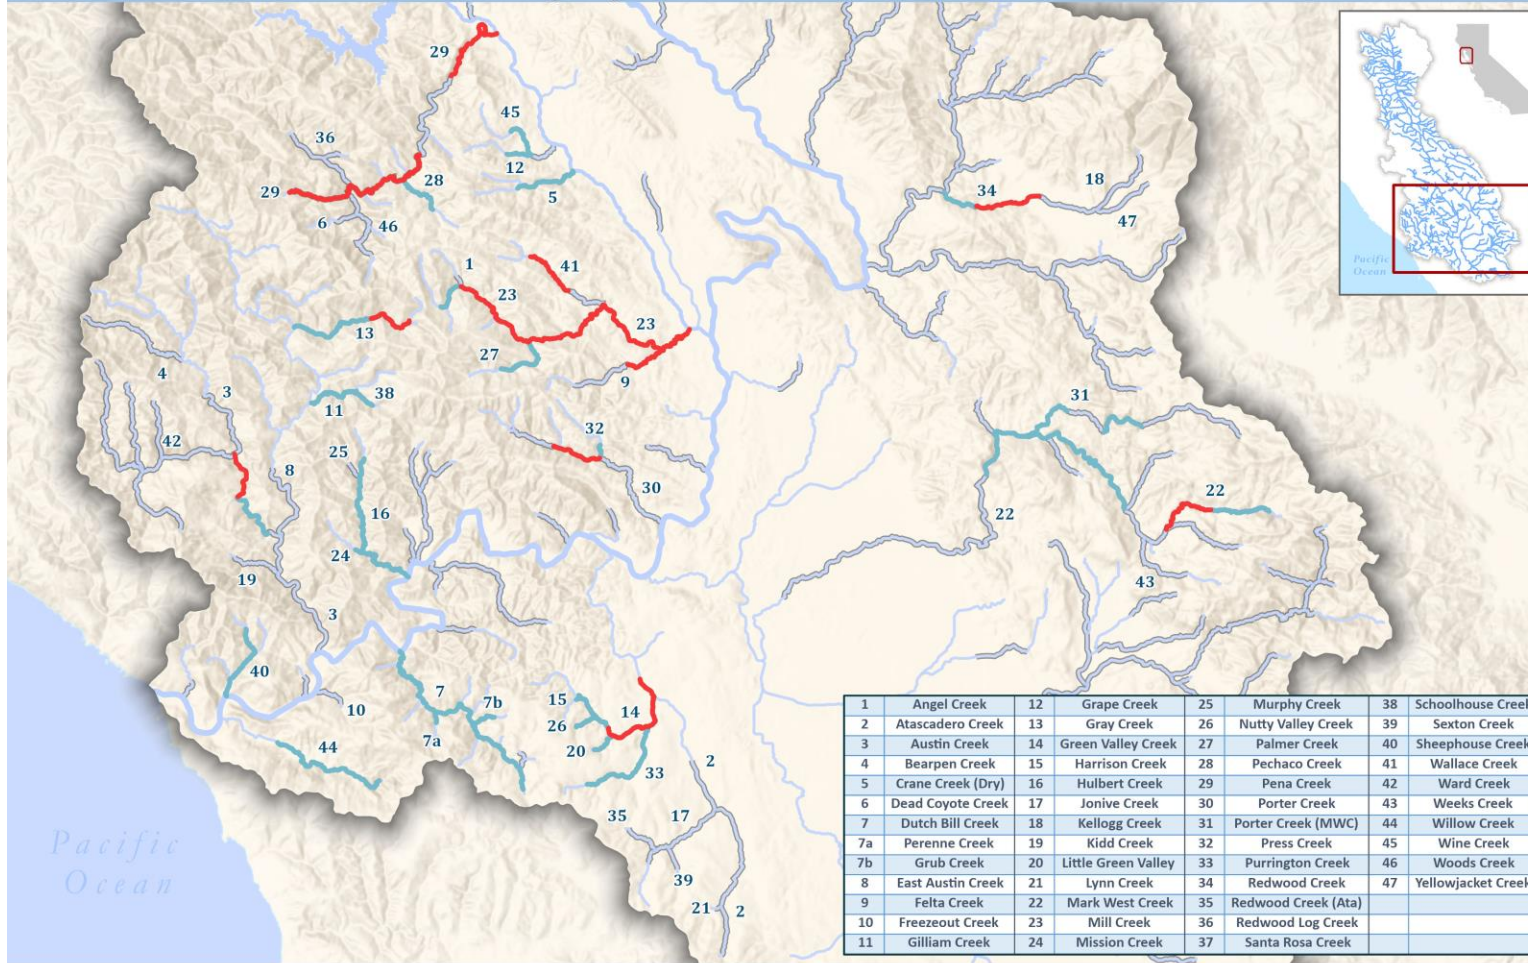 29
45
36
12
28
5
29
6
46
34
18
47
Pacific
Ocean
1
41
23
23
13
27
9
4
3
38
11
31
42
32
25
8
30
22
16
22
24
19
43
3
40
7
7b
15
14
10
26
7a
20
44
33
2
35
17
39
21
2
Pacific
Ocean
1 Angel Creek 12 Grape Creek 25 Murphy Creek 38 Schoolhouse Creek
2 Atascadero Creek 13 Gray Creek 26 Nutty Valley Creek 39 Sexton Creek
3 Austin Creek 14 Green Valley Creek 27 Palmer Creek 40 Sheephouse Creek
4 Bearpen Creek 15 Harrison Creek 28 Pechaco Creek 41 Wallace Creek
5 Crane Creek (Dry) 16 Hulbert Creek 29 Pena Creek 42 Ward Creek
6 Dead Coyote Creek 17 Jonive Creek 30 Porter Creek 43 Weeks Creek
7 Dutch Bill Creek 18 Kellogg Creek 31 Porter Creek (MWC) 44 Willow Creek
7a Perenne Creek 19 Kidd Creek 32 Press Creek 45 Wine Creek
7b Grub Creek 20 Little Green Valley 33 Purrington Creek 46 Woods Creek
8 East Austin Creek 21 Lynn Creek 34 Redwood Creek 47 Yellowjacket Creek
9 Felta Creek 22 Mark West Creek 35 Redwood Creek (Ata)
10 Freezeout Creek 23 Mill Creek 36 Redwood Log Creek
11 Gilliam Creek 24 Mission Creek 37 Santa Rosa Creek